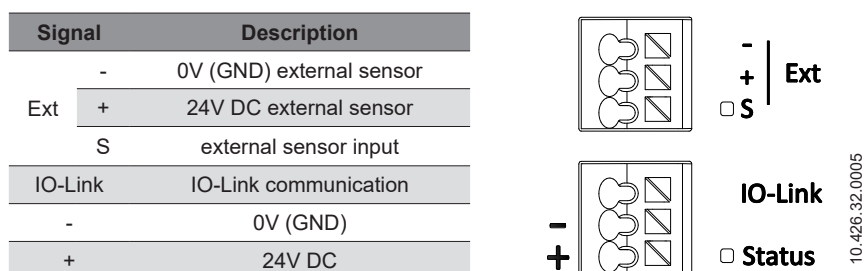 Signal Description
- 0V (GND) external sensor
Ext + 24V DC external sensor
S external sensor input
IO-Link IO-Link communication
- 0V (GND)
+ 24V DC
-
+ Ext
S
IO-Link
-
+ Status
10.426.32.0005